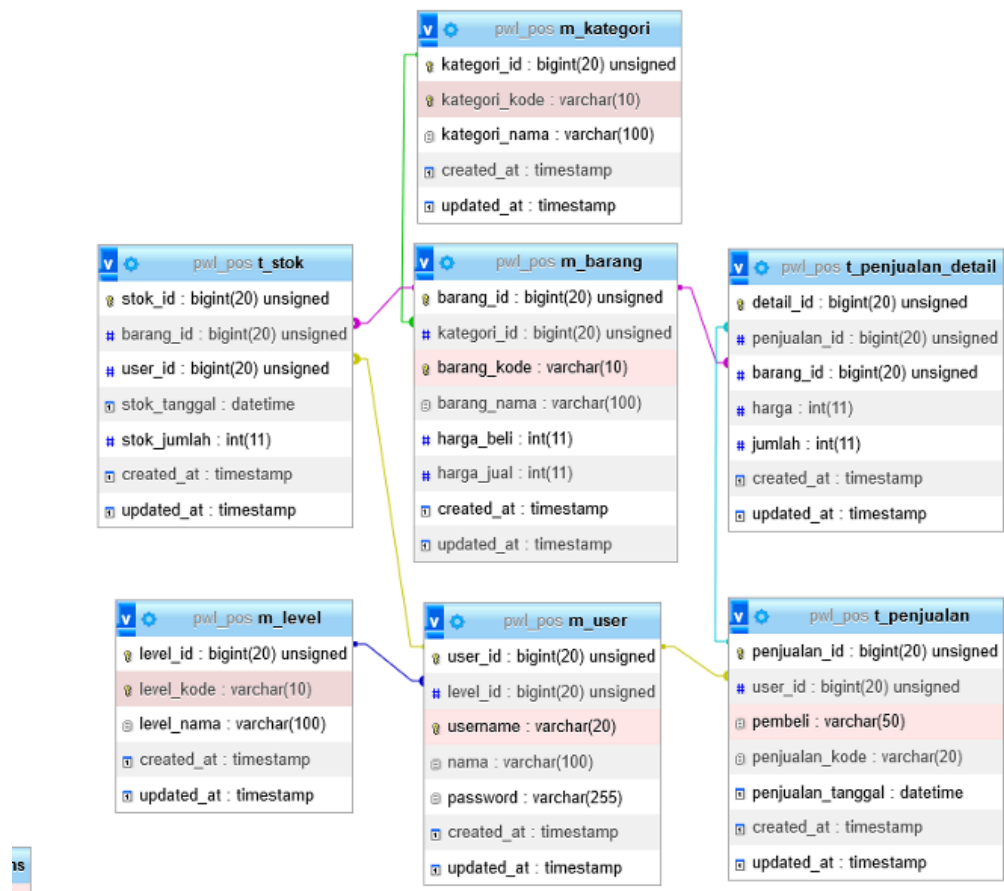 pwl_pos m_kategori
kategori_id : bigint(20) unsigned
kategori_kode : varchar(10)
kategori_nama : varchar(100)
created_at : timestamp
updated_at : timestamp
pwl_pos t_stok
stok_id : bigint(20) unsigned
barang_id : bigint(20) unsigned
user_id : bigint(20) unsigned
stok_tanggal : datetime
stok_jumlah : int(11)
created_at : timestamp
updated_at : timestamp
pwl_pos m_barang
barang_id : bigint(20) unsigned
kategori_id : bigint(20) unsigned
barang_kode : varchar(10)
barang_nama : varchar(100)
harga_beli : int(11)
harga_jual : int(11)
created_at : timestamp
updated_at : timestamp
pwl_pos t_penjualan_detail
detail_id : bigint(20) unsigned
penjualan_id : bigint(20) unsigned
barang_id : bigint(20) unsigned
harga : int(11)
jumlah : int(11)
created_at : timestamp
updated_at : timestamp
pwl_pos m_level
level_id : bigint(20) unsigned
level_kode : varchar(10)
level_nama : varchar(100)
created_at : timestamp
updated_at : timestamp
pwl_pos m_user
user_id : bigint(20) unsigned
level_id : bigint(20) unsigned
username : varchar(20)
nama : varchar(100)
password : varchar(255)
created_at : timestamp
updated_at : timestamp
pwl_pos t_penjualan
penjualan_id : bigint(20) unsigned
user_id : bigint(20) unsigned
pembeli : varchar(50)
penjualan_kode : varchar(20)
penjualan_tanggal : datetime
created_at : timestamp
updated_at : timestamp